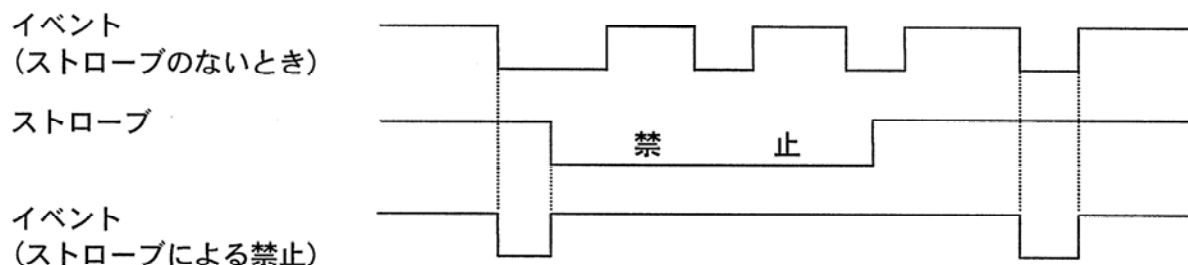 イベント
（ストローブのないとき）
ストローブ
禁 止
イベント
（ストローブによる禁止）